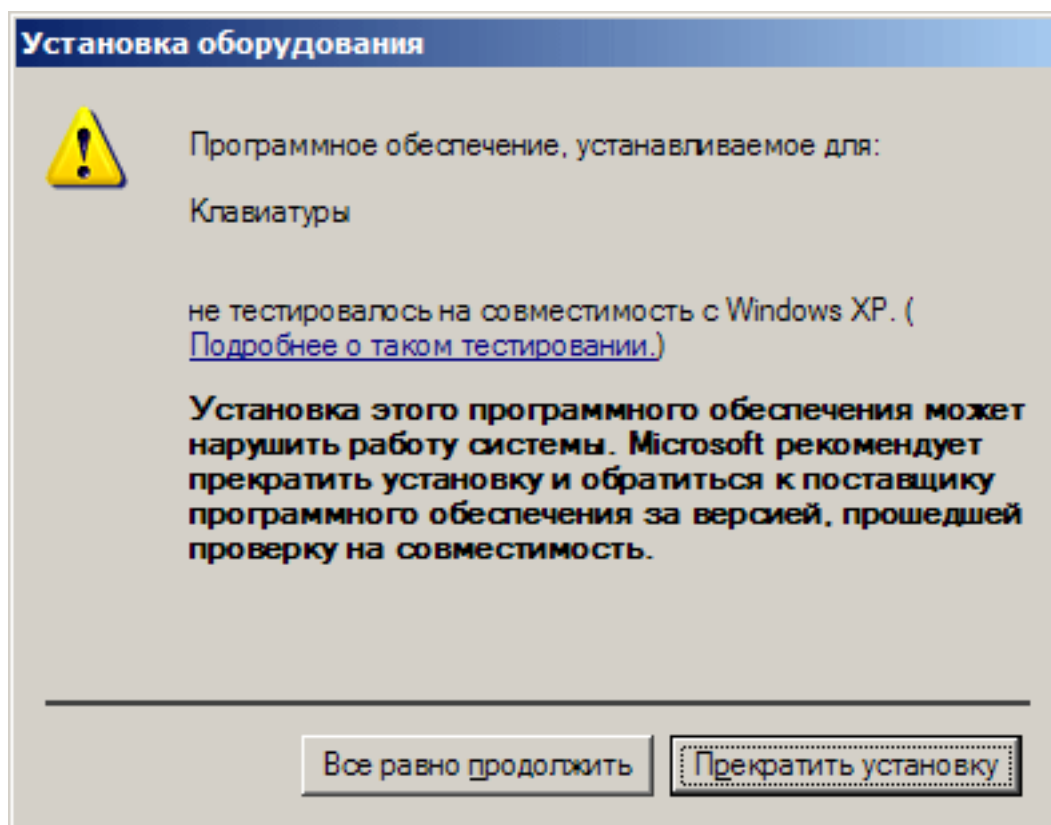 Установка оборудования
Программное обеспечение, устанавливаемое для:
Клавиатуры
не тестировалось на совместимость с Windows XP. (
Подробнее о таком тестировании.)
Установка этого программного обеспечения может
нарушить работу системы. Microsoft рекомендует
прекратить установку и обратиться к поставщику
программного обеспечения за версией, прошедшей
проверку на совместимость.
Все равно продолжить
Прекратить установку